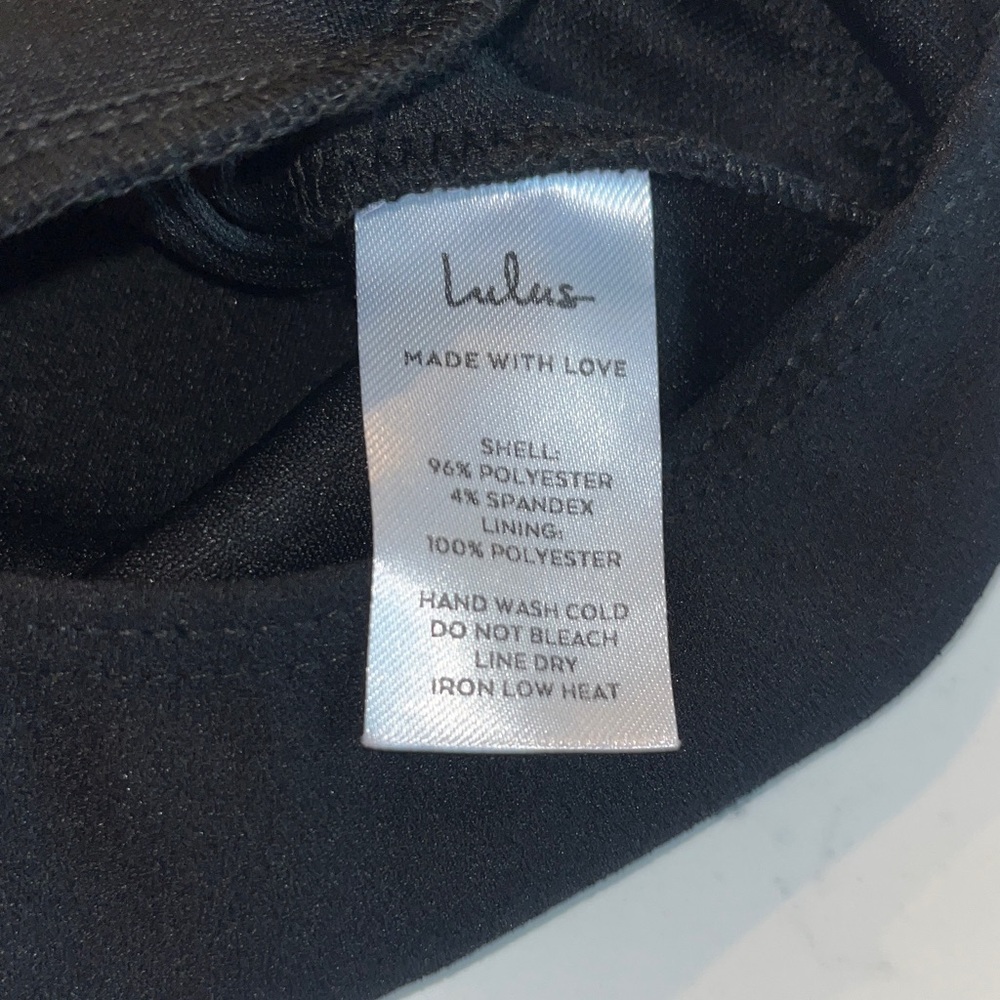 Lulus
MADE WITH LOVE
SHELL:
96% POLYESTER
4% SPANDEX
LINING:
100% POLYESTER
HAND WASH COLD
DO NOT BLEACH
LINE DRY
IRON LOW HEAT